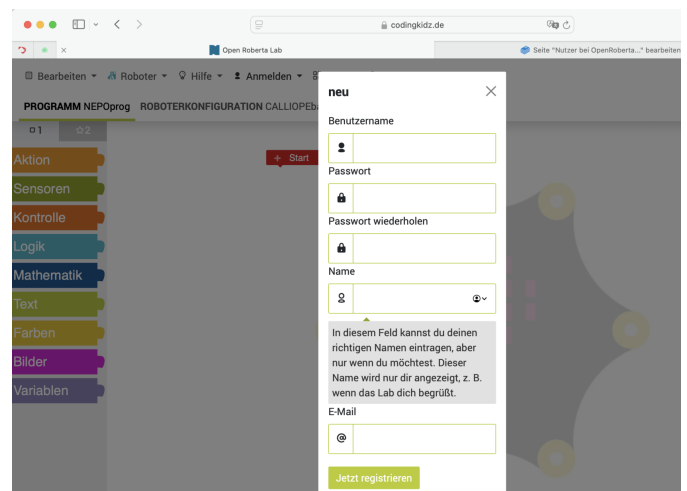 codingkidz.de
Open Roberta Lab
Seite "Nutzer bei OpenRoberta..." bearbeiten
Bearbeiten Roboter Hilfe Anmelden
PROGRAMM NEPOprog ROBOTERKONFIGURATION CALLIOPEb
1 2
+ Start
Aktion
Sensoren
Kontrolle
Logik
Mathematik
Text
Farben
Bilder
Variablen
neu
Benutzername
Passwort
Passwort wiederholen
Name
In diesem Feld kannst du deinen
richtigen Namen eintragen, aber
nur wenn du möchtest. Dieser
Name wird nur dir angezeigt, z. B.
wenn das Lab dich begrüßt.
E-Mail
@
Jetzt registrieren